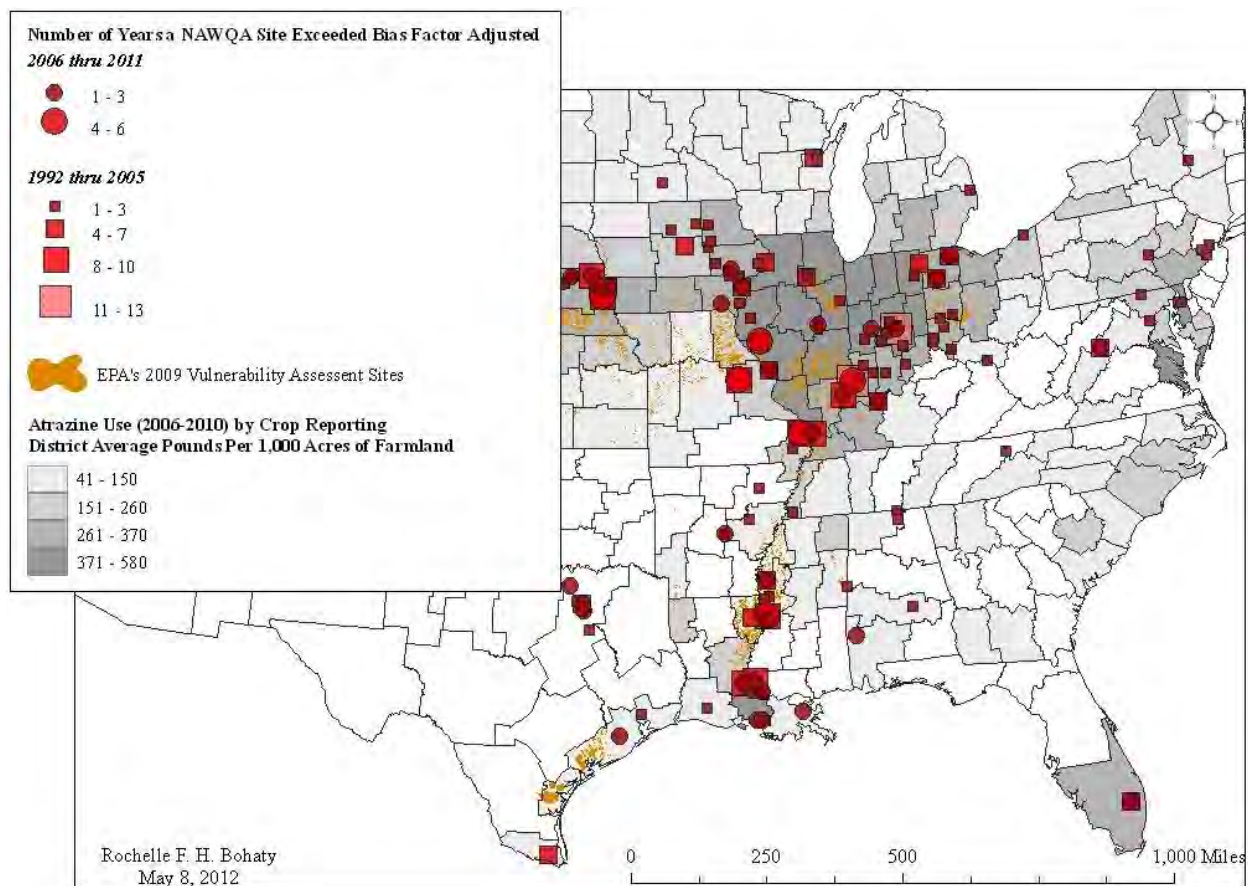 Number of Years a NAWQA Site Exceeded Bias Factor Adjusted
2006 thru 2011
1 - 3
4 - 6
1992 thru 2005
1 - 3
4 - 7
8 - 10
11 - 13
EPA's 2009 Vulnerability Assessent Sites
Atrazine Use (2006-2010) by Crop Reporting
District Average Pounds Per 1,000 Acres of Farmland
41 - 150
151 - 260
261 - 370
371 - 580
Rochelle F. H. Bohaty
May 8, 2012
0 250 500 1,000 Miles